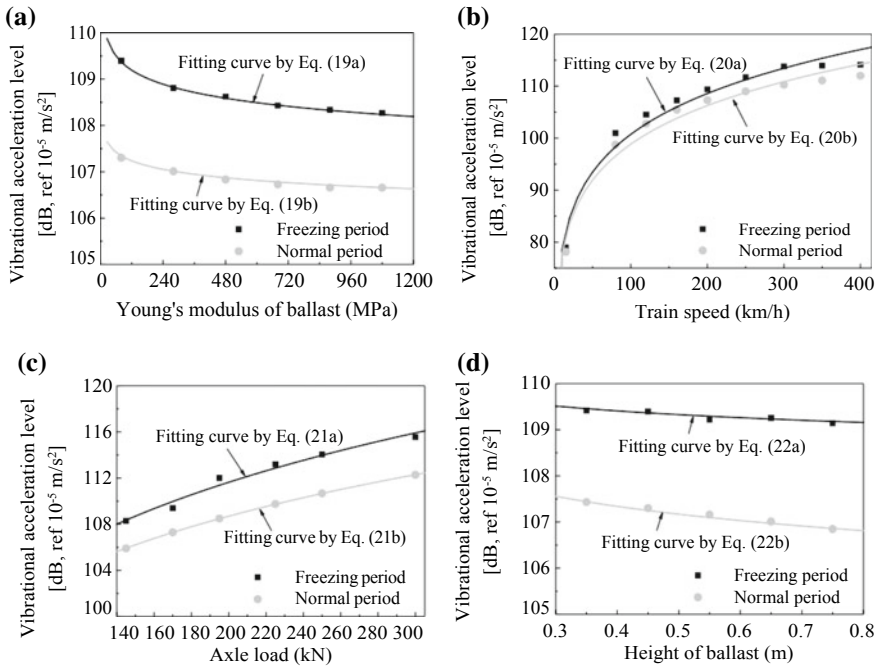 (a)
110
109
108
107
106
105
Vibrational acceleration level
[dB, ref 10⁻⁵ m/s²]
Fitting curve by Eq. (19a)
Fitting curve by Eq. (19b)
Freezing period
Normal period
0 240 480 720 960 1200
Young's modulus of ballast (MPa)
(b)
120
110
100
90
80
Vibrational acceleration level
[dB, ref 10⁻⁵ m/s²]
Fitting curve by Eq. (20a)
Fitting curve by Eq. (20b)
Freezing period
Normal period
0 100 200 300 400
Train speed (km/h)
(c)
120
116
112
108
104
100
Vibrational acceleration level
[dB, ref 10⁻⁵ m/s²]
Fitting curve by Eq. (21a)
Fitting curve by Eq. (21b)
Freezing period
Normal period
140 160 180 200 220 240 260 280 300
Axle load (kN)
(d)
110
109
108
107
106
105
Vibrational acceleration level
[dB, ref 10⁻⁵ m/s²]
Fitting curve by Eq. (22a)
Fitting curve by Eq. (22b)
Freezing period
Normal period
0.3 0.4 0.5 0.6 0.7 0.8
Height of ballast (m)